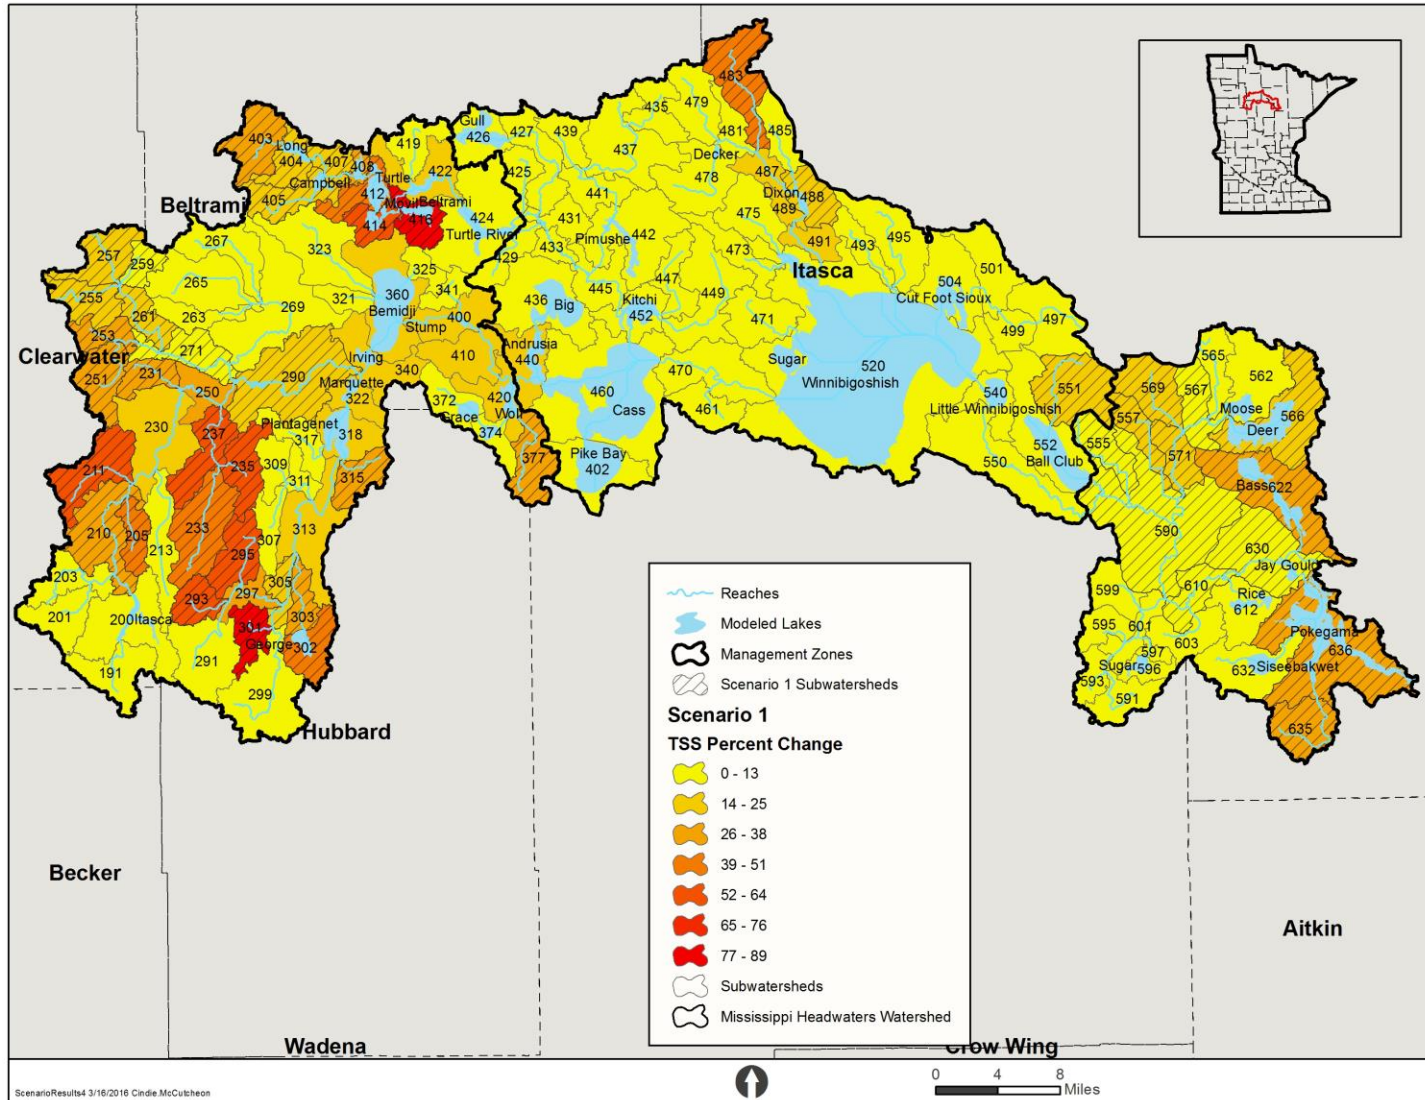 483
Gull
426
427
439
435
479
481
485
437
Decker
403
Long
404
407
408
419
422
425
Campbell
405
Turtle
412
Movil
Beltrami
413
414
424
Turtle River
441
478
487
Dixon
488
489
491
475
473
Beltrami
267
323
325
341
429
431
433
Pimushe
442
445
447
449
493
495
501
Itasca
504
Cut Foot Sioux
499
497
257
259
265
255
261
263
269
271
253
321
360
Bemidji
Stump
400
436
Big
Kitchi
452
471
Clearwater
251
231
250
290
Irving
Marquette
322
340
410
420
Wolf
Andrusia
440
460
Cass
470
461
Sugar
520
Winnibigoshish
540
Little Winnibigoshish
551
552
Ball Club
550
372
Grace
374
377
Pike Bay
402
230
237
235
Plantagenet
317
318
309
311
315
211
210
205
213
233
295
307
313
305
203
201
200
Itasca
293
297
303
301
George
302
191
291
299
Hubbard
565
562
569
567
557
Moose
566
Deer
555
571
Bass
622
590
630
Jay Gould
599
610
Rice
612
595
601
603
Pokegama
636
597
Sugar
596
593
591
632
Siseebakwet
635
Reaches
Modeled Lakes
Management Zones
Scenario 1 Subwatersheds
Scenario 1
TSS Percent Change
0 - 13
14 - 25
26 - 38
39 - 51
52 - 64
65 - 76
77 - 89
Subwatersheds
Mississippi Headwaters Watershed
Becker
Aitkin
Wadena
Crow Wing
ScenarioResults4 3/16/2016 Cindie.McCutcheon
0 4 8
Miles